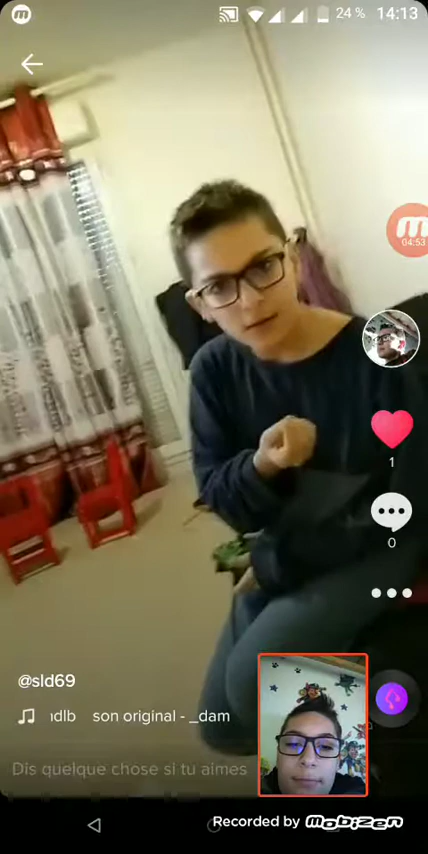 24 % 14:13
04:53
1
0
@sld69
ıdlb son original - _dam
Dis quelque chose si tu aimes
Recorded by mobizen